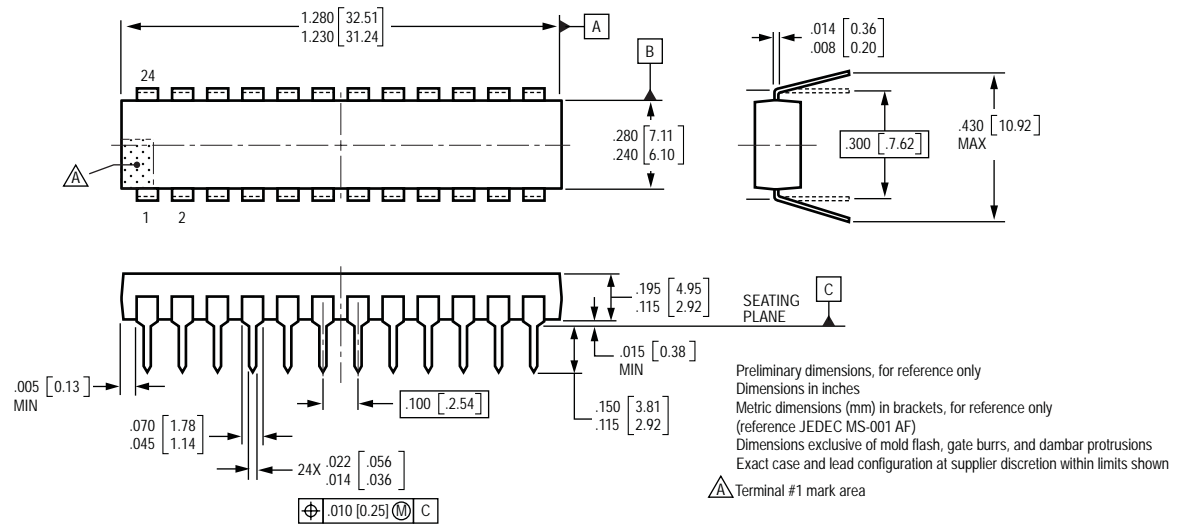 1.280 [32.51]
1.230 [31.24]
A
B
24
.280 [7.11]
.240 [6.10]
A
1 2
.014 [0.36]
.008 [0.20]
.300 [.7.62]
.430 [10.92]
MAX
.195 [4.95]
.115 [2.92]
SEATING
PLANE
C
.015 [0.38]
MIN
.005 [0.13]
MIN
.100 [.2.54]
.150 [3.81]
.115 [2.92]
.070 [1.78]
.045 [1.14]
24X .022 [.056]
.014 [.036]
⌖ .010 [0.25] Ⓜ C
Preliminary dimensions, for reference only
Dimensions in inches
Metric dimensions (mm) in brackets, for reference only
(reference JEDEC MS-001 AF)
Dimensions exclusive of mold flash, gate burrs, and dambar protrusions
Exact case and lead configuration at supplier discretion within limits shown
A Terminal #1 mark area